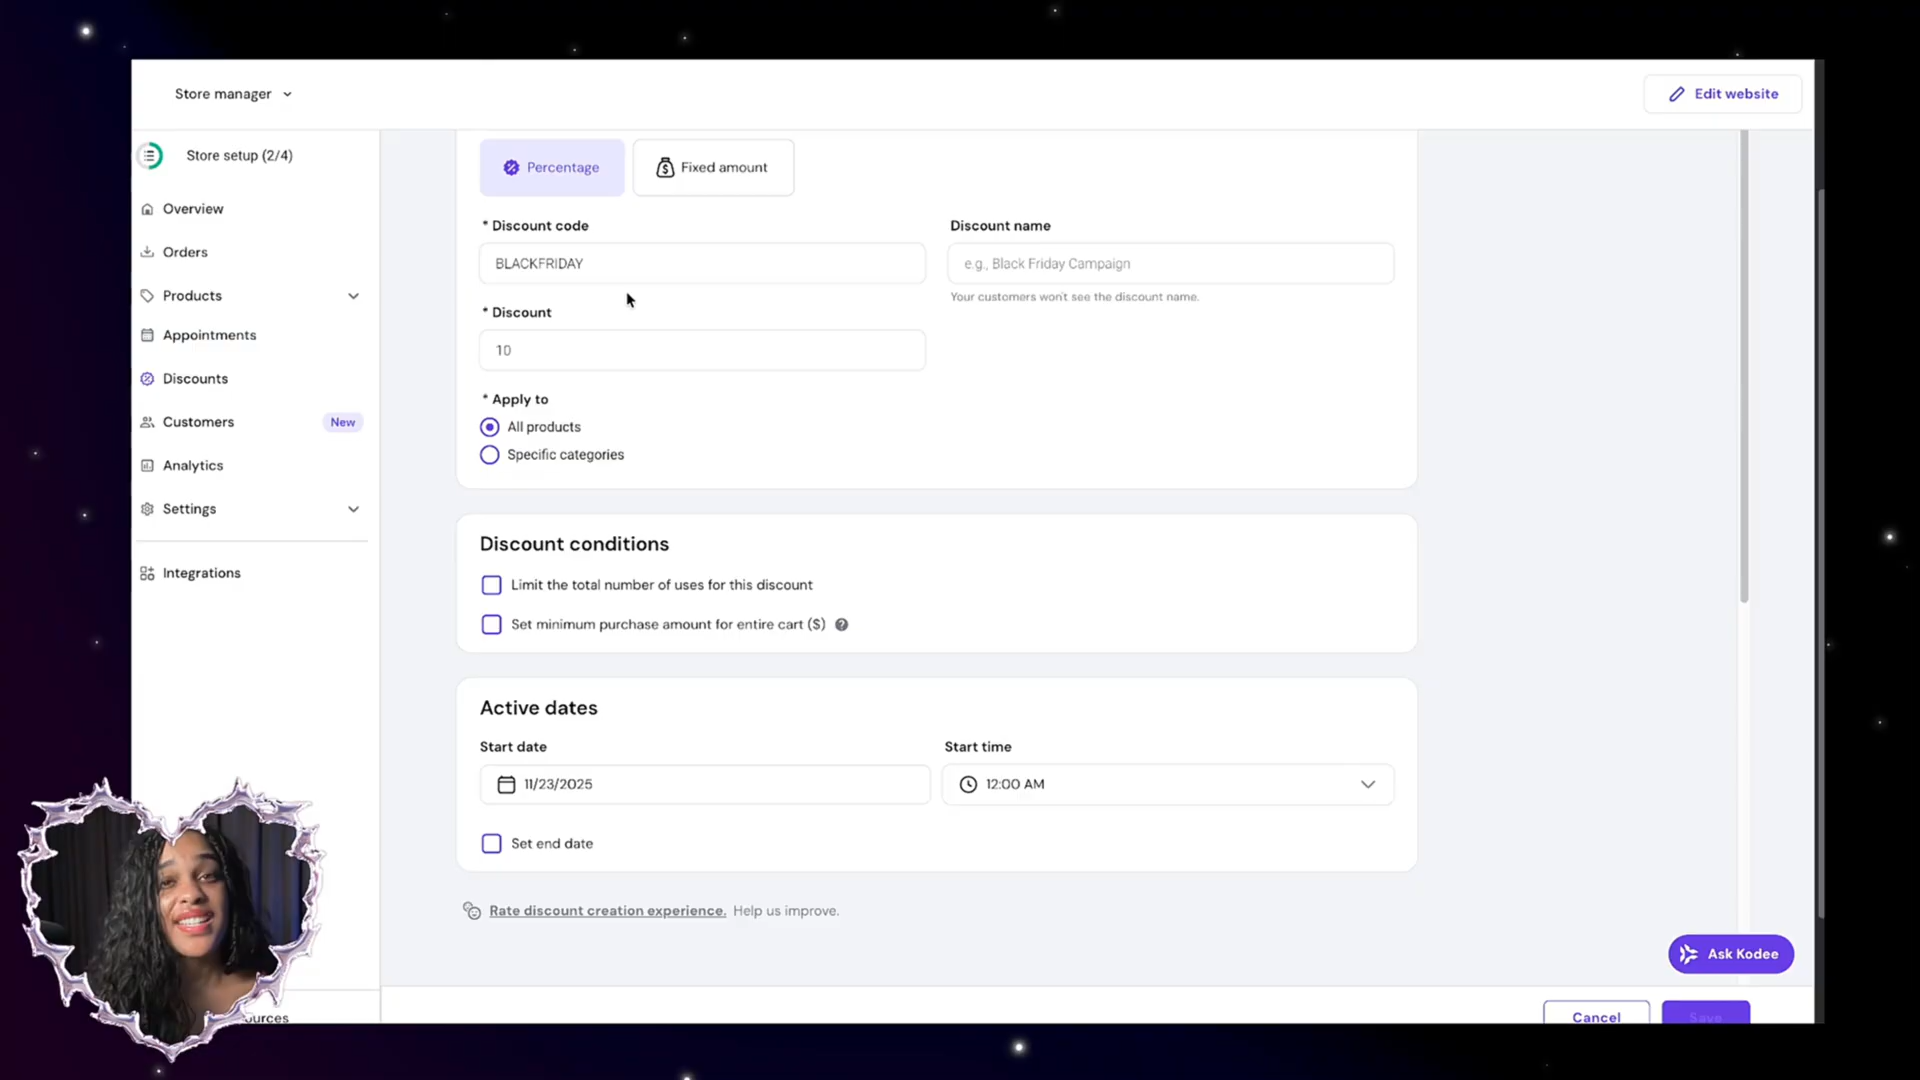 Store manager
Edit website
Store setup (2/4)
Overview
Orders
Products
Appointments
Discounts
Customers
New
Analytics
Settings
Integrations
Percentage
Fixed amount
* Discount code
Discount name
BLACKFRIDAY
e.g., Black Friday Campaign
Your customers won't see the discount name.
* Discount
10
* Apply to
All products
Specific categories
Discount conditions
Limit the total number of uses for this discount
Set minimum purchase amount for entire cart ($)
Active dates
Start date
Start time
11/23/2025
12:00 AM
Set end date
Rate discount creation experience. Help us improve.
Ask Kodee
Cancel
Save